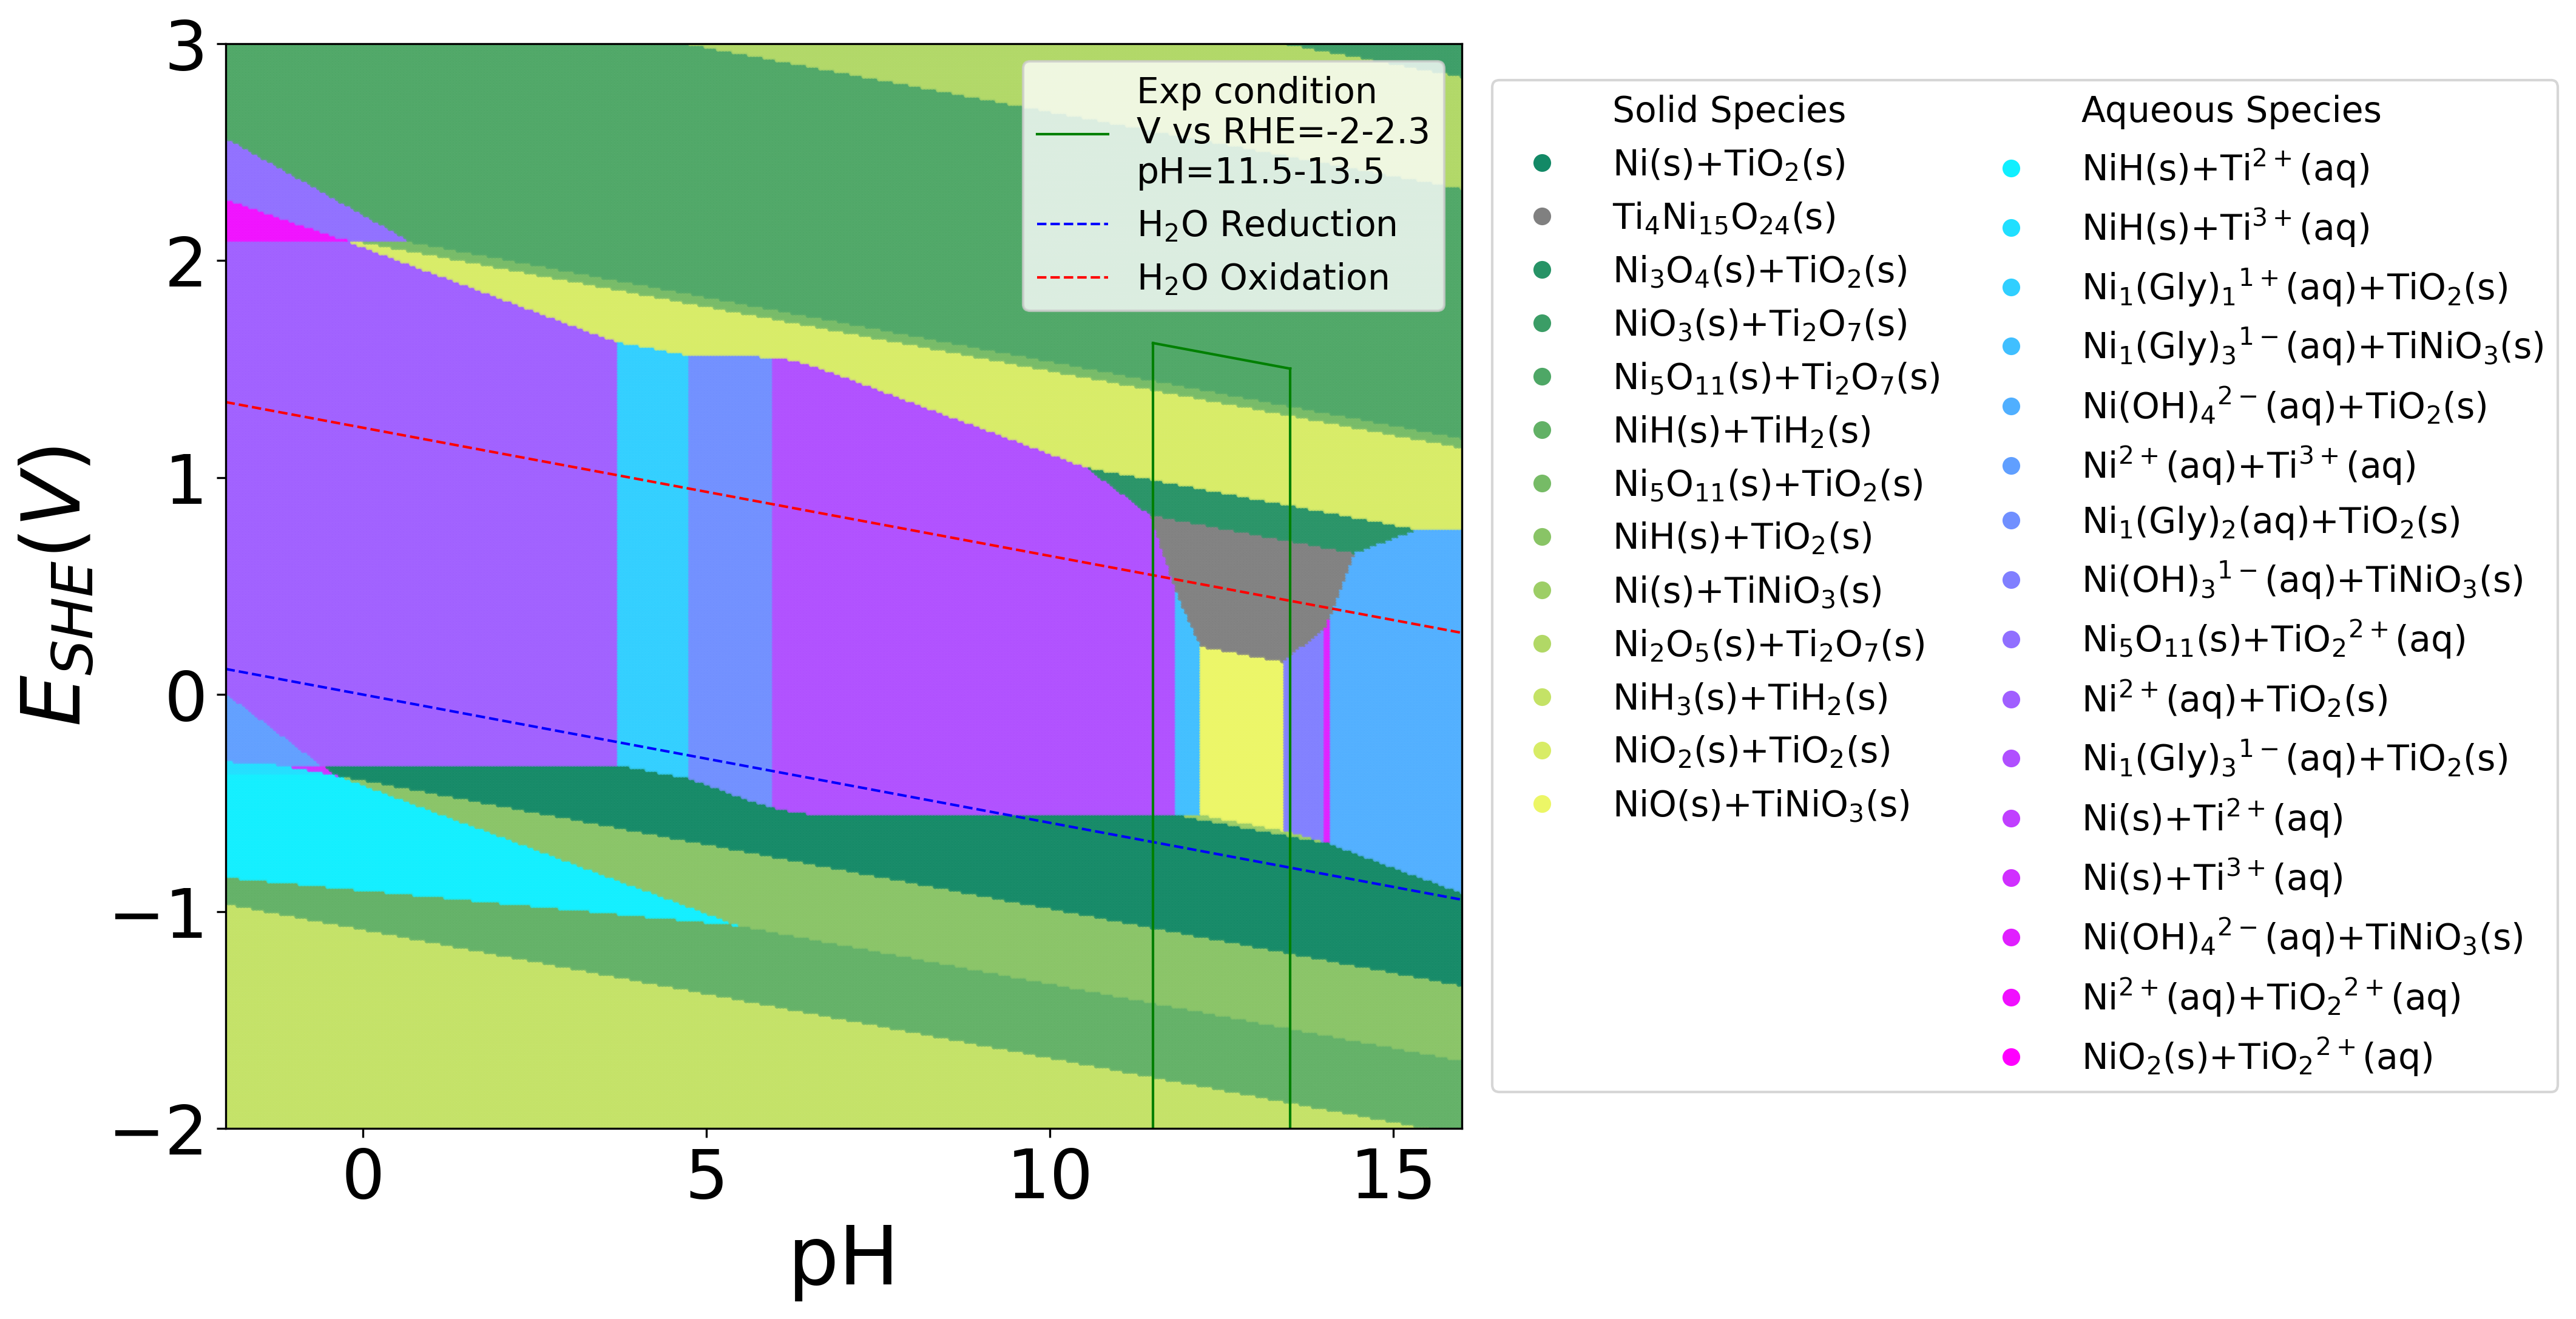 3
2
1
0
−1
−2
E_SHE(V)
0
5
10
15
pH
Exp condition
V vs RHE=-2-2.3
pH=11.5-13.5
H₂O Reduction
H₂O Oxidation
Solid Species
Ni(s)+TiO₂(s)
Ti₄Ni₁₅O₂₄(s)
Ni₃O₄(s)+TiO₂(s)
NiO₃(s)+Ti₂O₇(s)
Ni₅O₁₁(s)+Ti₂O₇(s)
NiH(s)+TiH₂(s)
Ni₅O₁₁(s)+TiO₂(s)
NiH(s)+TiO₂(s)
Ni(s)+TiNiO₃(s)
Ni₂O₅(s)+Ti₂O₇(s)
NiH₃(s)+TiH₂(s)
NiO₂(s)+TiO₂(s)
NiO(s)+TiNiO₃(s)
Aqueous Species
NiH(s)+Ti²⁺(aq)
NiH(s)+Ti³⁺(aq)
Ni₁(Gly)₁¹⁺(aq)+TiO₂(s)
Ni₁(Gly)₃¹⁻(aq)+TiNiO₃(s)
Ni(OH)₄²⁻(aq)+TiO₂(s)
Ni²⁺(aq)+Ti³⁺(aq)
Ni₁(Gly)₂(aq)+TiO₂(s)
Ni(OH)₃¹⁻(aq)+TiNiO₃(s)
Ni₅O₁₁(s)+TiO₂²⁺(aq)
Ni²⁺(aq)+TiO₂(s)
Ni₁(Gly)₃¹⁻(aq)+TiO₂(s)
Ni(s)+Ti²⁺(aq)
Ni(s)+Ti³⁺(aq)
Ni(OH)₄²⁻(aq)+TiNiO₃(s)
Ni²⁺(aq)+TiO₂²⁺(aq)
NiO₂(s)+TiO₂²⁺(aq)